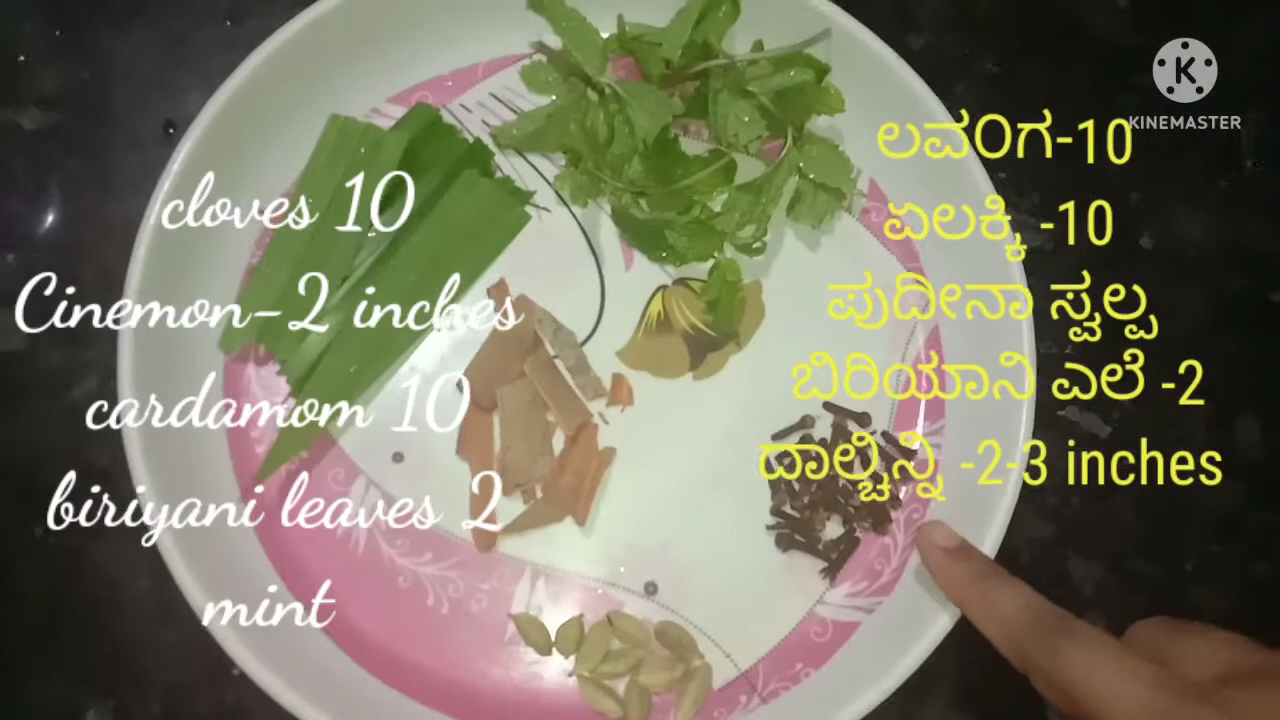 cloves 10
Cinemon-2 inches
cardamom 10
biriyani leaves 2
mint
ಲವಂಗ-10
ಏಲಕ್ಕಿ -10
ಪುದೀನಾ ಸ್ವಲ್ಪ
ಬಿರಿಯಾನಿ ಎಲೆ -2
ದಾಲ್ಚಿನ್ನಿ -2-3 inches
K
KINEMASTER